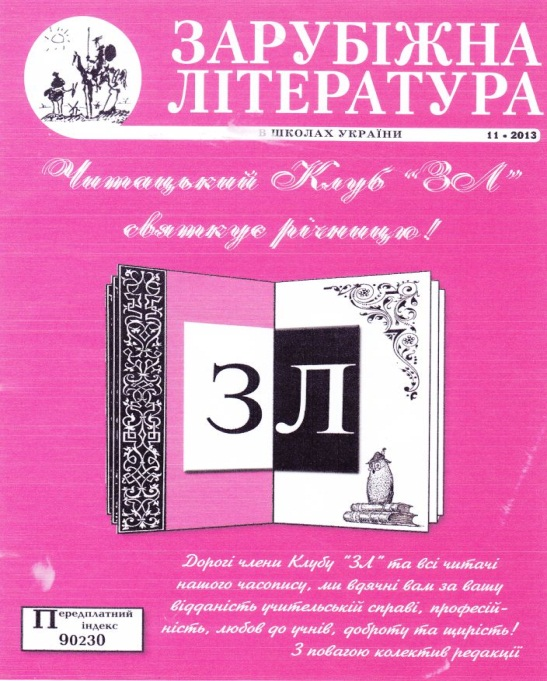 ЗАРУБІЖНА
ЛІТЕРАТУРА
В ШКОЛАХ УКРАЇНИ
11 • 2013
Читацький Клуб “ЗЛ”
святкує річницю!
З Л
Дорогі члени Клубу "ЗЛ" та всі читачі
нашого часопису, ми вдячні вам за вашу
відданість учительській справі, професій-
ність, любов до учнів, доброту та щирість!
З повагою колектив редакції
Передплатний
індекс
90230